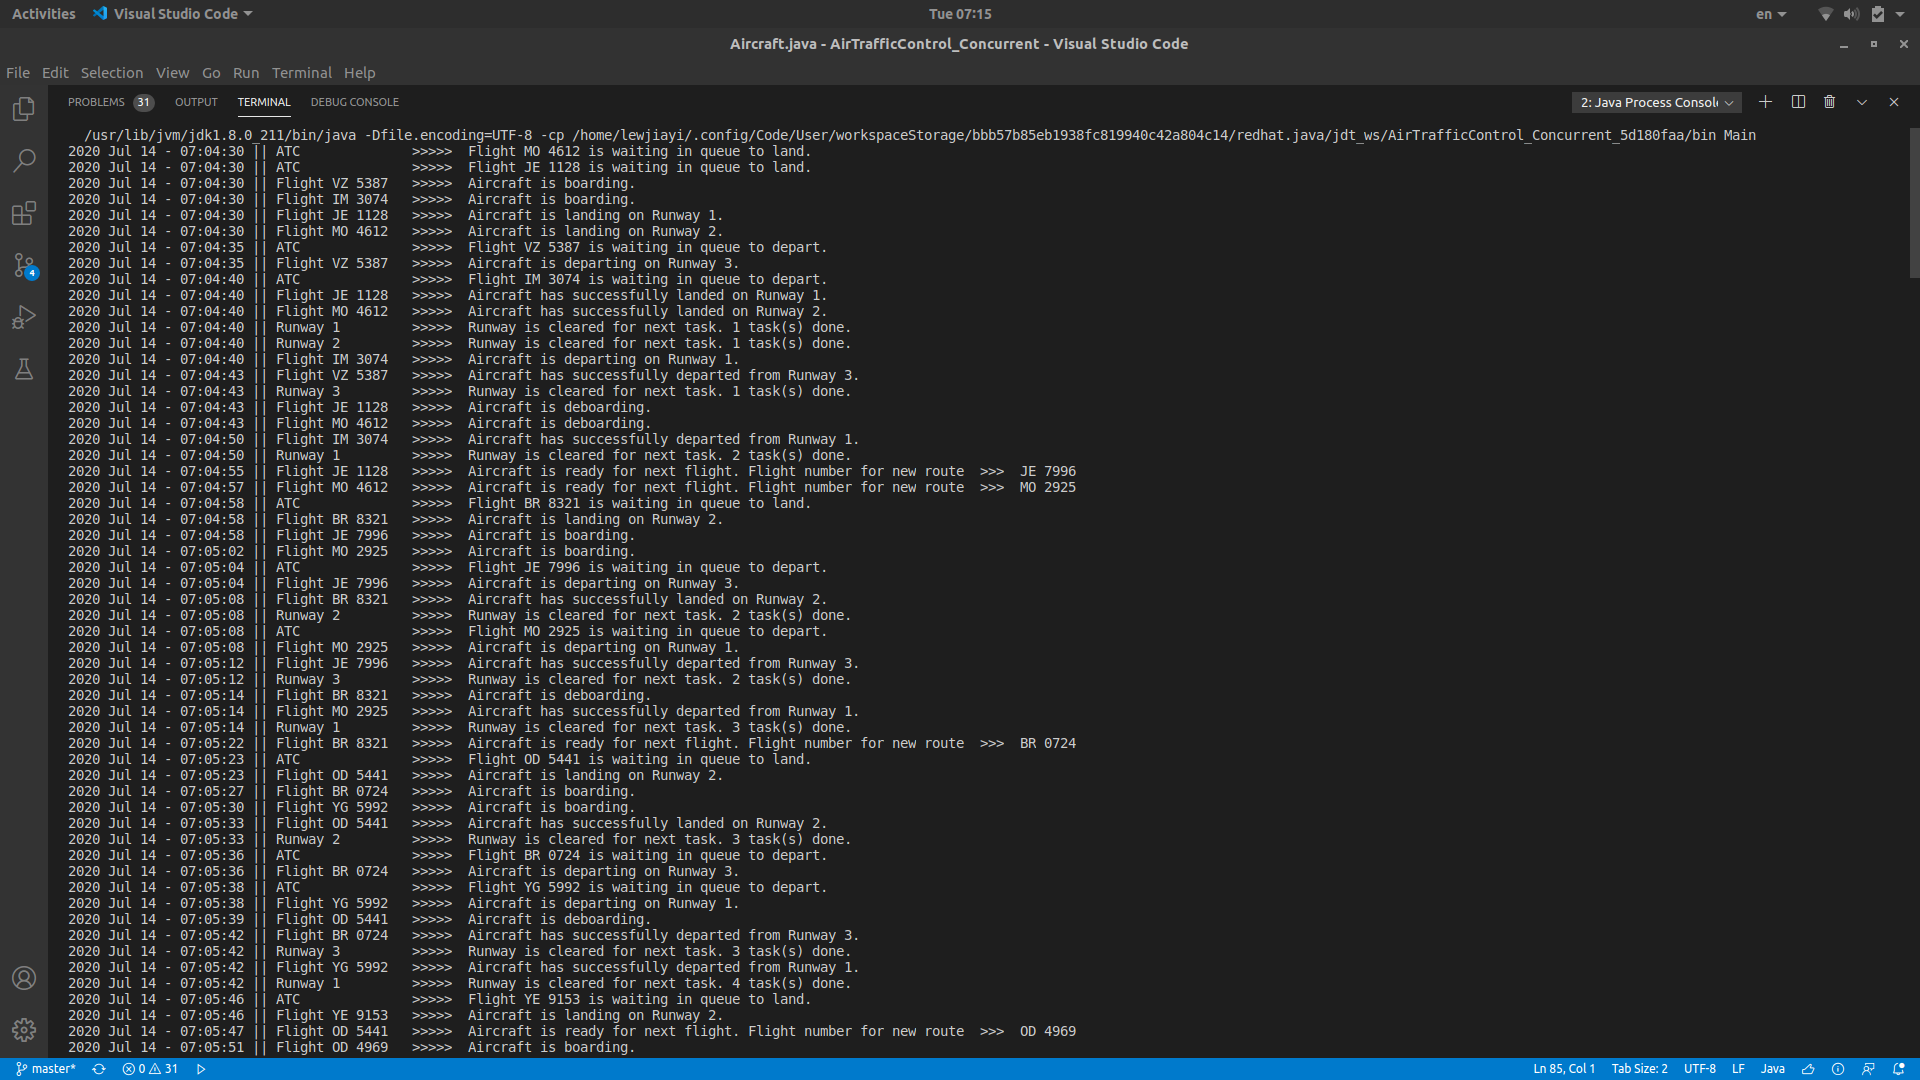 Activities Visual Studio Code Tue 07:15 en
Aircraft.java - AirTrafficControl_Concurrent - Visual Studio Code
File Edit Selection View Go Run Terminal Help
PROBLEMS 31 OUTPUT TERMINAL DEBUG CONSOLE 2: Java Process Consol
/usr/lib/jvm/jdk1.8.0_211/bin/java -Dfile.encoding=UTF-8 -cp /home/lewjiayi/.config/Code/User/workspaceStorage/bbb57b85eb1938fc819940c42a804c14/redhat.java/jdt_ws/AirTrafficControl_Concurrent_5d180faa/bin Main
2020 Jul 14 - 07:04:30 || ATC >>>>> Flight MO 4612 is waiting in queue to land.
2020 Jul 14 - 07:04:30 || ATC >>>>> Flight JE 1128 is waiting in queue to land.
2020 Jul 14 - 07:04:30 || Flight VZ 5387 >>>>> Aircraft is boarding.
2020 Jul 14 - 07:04:30 || Flight IM 3074 >>>>> Aircraft is boarding.
2020 Jul 14 - 07:04:30 || Flight JE 1128 >>>>> Aircraft is landing on Runway 1.
2020 Jul 14 - 07:04:30 || Flight MO 4612 >>>>> Aircraft is landing on Runway 2.
2020 Jul 14 - 07:04:35 || ATC >>>>> Flight VZ 5387 is waiting in queue to depart.
2020 Jul 14 - 07:04:35 || Flight VZ 5387 >>>>> Aircraft is departing on Runway 3.
2020 Jul 14 - 07:04:40 || ATC >>>>> Flight IM 3074 is waiting in queue to depart.
2020 Jul 14 - 07:04:40 || Flight JE 1128 >>>>> Aircraft has successfully landed on Runway 1.
2020 Jul 14 - 07:04:40 || Flight MO 4612 >>>>> Aircraft has successfully landed on Runway 2.
2020 Jul 14 - 07:04:40 || Runway 1 >>>>> Runway is cleared for next task. 1 task(s) done.
2020 Jul 14 - 07:04:40 || Runway 2 >>>>> Runway is cleared for next task. 1 task(s) done.
2020 Jul 14 - 07:04:40 || Flight IM 3074 >>>>> Aircraft is departing on Runway 1.
2020 Jul 14 - 07:04:43 || Flight VZ 5387 >>>>> Aircraft has successfully departed from Runway 3.
2020 Jul 14 - 07:04:43 || Runway 3 >>>>> Runway is cleared for next task. 1 task(s) done.
2020 Jul 14 - 07:04:43 || Flight JE 1128 >>>>> Aircraft is deboarding.
2020 Jul 14 - 07:04:43 || Flight MO 4612 >>>>> Aircraft is deboarding.
2020 Jul 14 - 07:04:50 || Flight IM 3074 >>>>> Aircraft has successfully departed from Runway 1.
2020 Jul 14 - 07:04:50 || Runway 1 >>>>> Runway is cleared for next task. 2 task(s) done.
2020 Jul 14 - 07:04:55 || Flight JE 1128 >>>>> Aircraft is ready for next flight. Flight number for new route >>> JE 7996
2020 Jul 14 - 07:04:57 || Flight MO 4612 >>>>> Aircraft is ready for next flight. Flight number for new route >>> MO 2925
2020 Jul 14 - 07:04:58 || ATC >>>>> Flight BR 8321 is waiting in queue to land.
2020 Jul 14 - 07:04:58 || Flight BR 8321 >>>>> Aircraft is landing on Runway 2.
2020 Jul 14 - 07:04:58 || Flight JE 7996 >>>>> Aircraft is boarding.
2020 Jul 14 - 07:05:02 || Flight MO 2925 >>>>> Aircraft is boarding.
2020 Jul 14 - 07:05:04 || ATC >>>>> Flight JE 7996 is waiting in queue to depart.
2020 Jul 14 - 07:05:04 || Flight JE 7996 >>>>> Aircraft is departing on Runway 3.
2020 Jul 14 - 07:05:08 || Flight BR 8321 >>>>> Aircraft has successfully landed on Runway 2.
2020 Jul 14 - 07:05:08 || Runway 2 >>>>> Runway is cleared for next task. 2 task(s) done.
2020 Jul 14 - 07:05:08 || ATC >>>>> Flight MO 2925 is waiting in queue to depart.
2020 Jul 14 - 07:05:08 || Flight MO 2925 >>>>> Aircraft is departing on Runway 1.
2020 Jul 14 - 07:05:12 || Flight JE 7996 >>>>> Aircraft has successfully departed from Runway 3.
2020 Jul 14 - 07:05:12 || Runway 3 >>>>> Runway is cleared for next task. 2 task(s) done.
2020 Jul 14 - 07:05:14 || Flight BR 8321 >>>>> Aircraft is deboarding.
2020 Jul 14 - 07:05:14 || Flight MO 2925 >>>>> Aircraft has successfully departed from Runway 1.
2020 Jul 14 - 07:05:14 || Runway 1 >>>>> Runway is cleared for next task. 3 task(s) done.
2020 Jul 14 - 07:05:22 || Flight BR 8321 >>>>> Aircraft is ready for next flight. Flight number for new route >>> BR 0724
2020 Jul 14 - 07:05:23 || ATC >>>>> Flight OD 5441 is waiting in queue to land.
2020 Jul 14 - 07:05:23 || Flight OD 5441 >>>>> Aircraft is landing on Runway 2.
2020 Jul 14 - 07:05:27 || Flight BR 0724 >>>>> Aircraft is boarding.
2020 Jul 14 - 07:05:30 || Flight YG 5992 >>>>> Aircraft is boarding.
2020 Jul 14 - 07:05:33 || Flight OD 5441 >>>>> Aircraft has successfully landed on Runway 2.
2020 Jul 14 - 07:05:33 || Runway 2 >>>>> Runway is cleared for next task. 3 task(s) done.
2020 Jul 14 - 07:05:36 || ATC >>>>> Flight BR 0724 is waiting in queue to depart.
2020 Jul 14 - 07:05:36 || Flight BR 0724 >>>>> Aircraft is departing on Runway 3.
2020 Jul 14 - 07:05:38 || ATC >>>>> Flight YG 5992 is waiting in queue to depart.
2020 Jul 14 - 07:05:38 || Flight YG 5992 >>>>> Aircraft is departing on Runway 1.
2020 Jul 14 - 07:05:39 || Flight OD 5441 >>>>> Aircraft is deboarding.
2020 Jul 14 - 07:05:42 || Flight BR 0724 >>>>> Aircraft has successfully departed from Runway 3.
2020 Jul 14 - 07:05:42 || Runway 3 >>>>> Runway is cleared for next task. 3 task(s) done.
2020 Jul 14 - 07:05:42 || Flight YG 5992 >>>>> Aircraft has successfully departed from Runway 1.
2020 Jul 14 - 07:05:42 || Runway 1 >>>>> Runway is cleared for next task. 4 task(s) done.
2020 Jul 14 - 07:05:46 || ATC >>>>> Flight YE 9153 is waiting in queue to land.
2020 Jul 14 - 07:05:46 || Flight YE 9153 >>>>> Aircraft is landing on Runway 2.
2020 Jul 14 - 07:05:47 || Flight OD 5441 >>>>> Aircraft is ready for next flight. Flight number for new route >>> OD 4969
2020 Jul 14 - 07:05:51 || Flight OD 4969 >>>>> Aircraft is boarding.
4
master* 0 31 Ln 85, Col 1 Tab Size: 2 UTF-8 LF Java